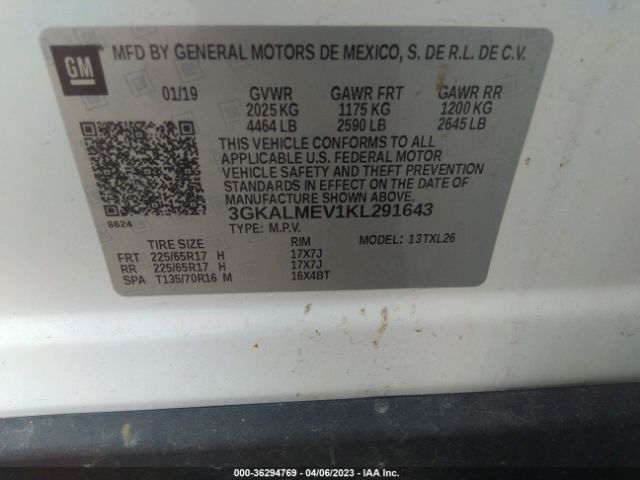 GM
MFD BY GENERAL MOTORS DE MEXICO, S. DE R.L. DE C.V.
01/19 GVWR GAWR FRT GAWR RR
2025 KG 1175 KG 1200 KG
4464 LB 2590 LB 2645 LB
THIS VEHICLE CONFORMS TO ALL
APPLICABLE U.S. FEDERAL MOTOR
VEHICLE SAFETY AND THEFT PREVENTION
STANDARDS IN EFFECT ON THE DATE OF
MANUFACTURE SHOWN ABOVE.
3GKALMEV1KL291643
8624
TYPE: M.P.V.
MODEL: 13TXL26
TIRE SIZE RIM
FRT 225/65R17 H 17X7J
RR 225/65R17 H 17X7J
SPA T135/70R16 M 16X4BT
000-36294769 - 04/06/2023 - IAA Inc.